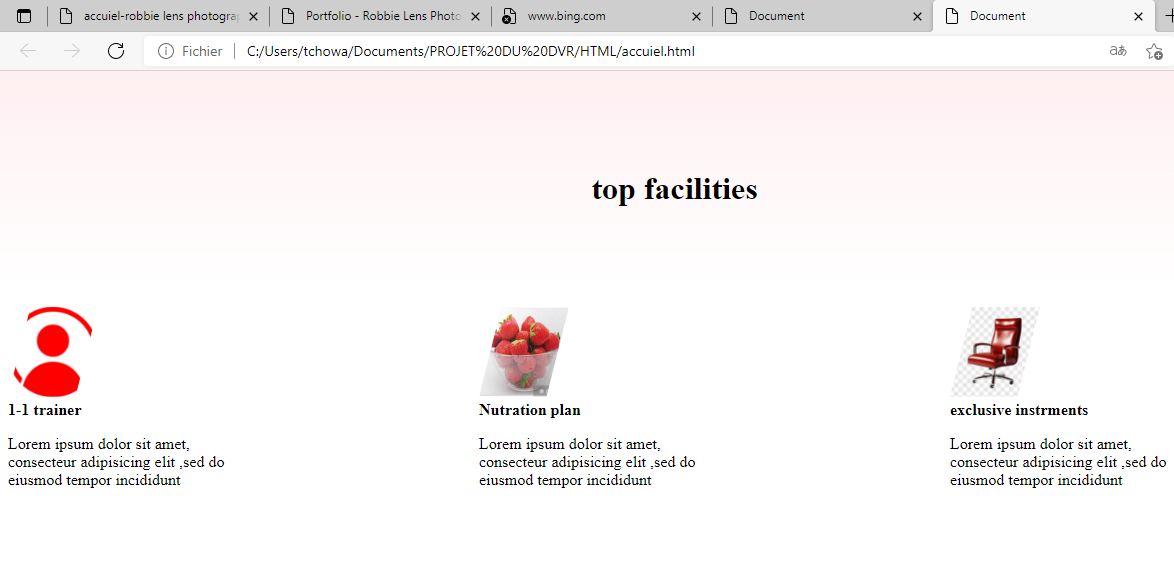 accuiel-robbie lens photogra
Portfolio - Robbie Lens Photo
www.bing.com
Document
Document
Fichier
C:/Users/tchowa/Documents/PROJET%20DU%20DVR/HTML/accuiel.html
aあ
top facilities
1-1 trainer
Lorem ipsum dolor sit amet,
consecteur adipisicing elit ,sed do
eiusmod tempor incididunt
Nutration plan
Lorem ipsum dolor sit amet,
consecteur adipisicing elit ,sed do
eiusmod tempor incididunt
exclusive instrments
Lorem ipsum dolor sit amet,
consecteur adipisicing elit ,sed do
eiusmod tempor incididunt